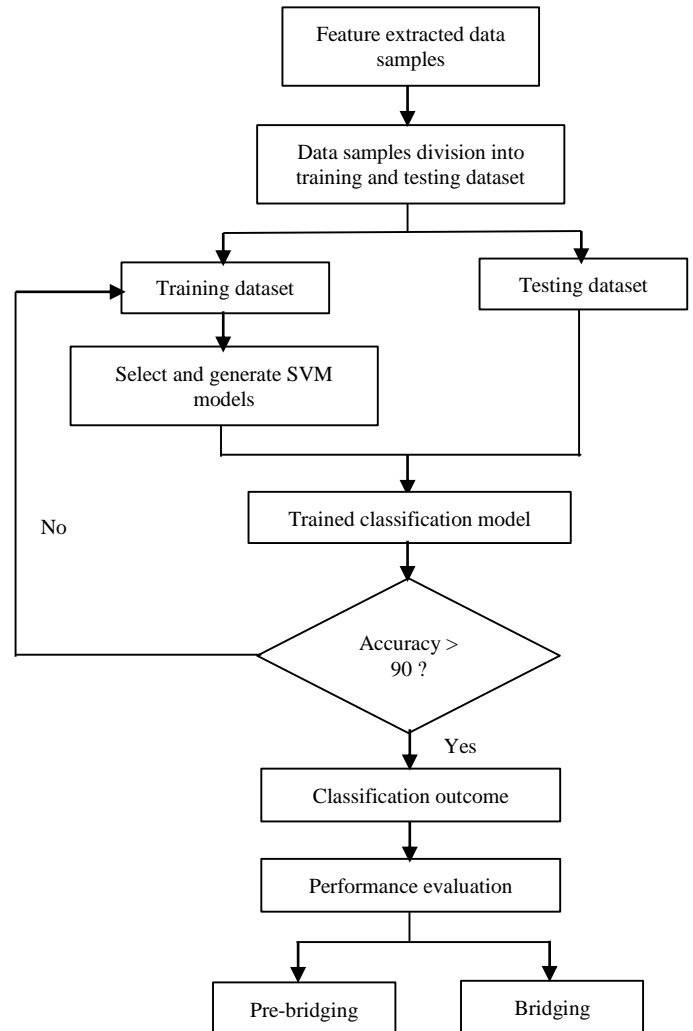 Feature extracted data
samples
Data samples division into
training and testing dataset
Training dataset
Testing dataset
Select and generate SVM
models
Trained classification model
No
Accuracy >
90 ?
Yes
Classification outcome
Performance evaluation
Pre-bridging
Bridging